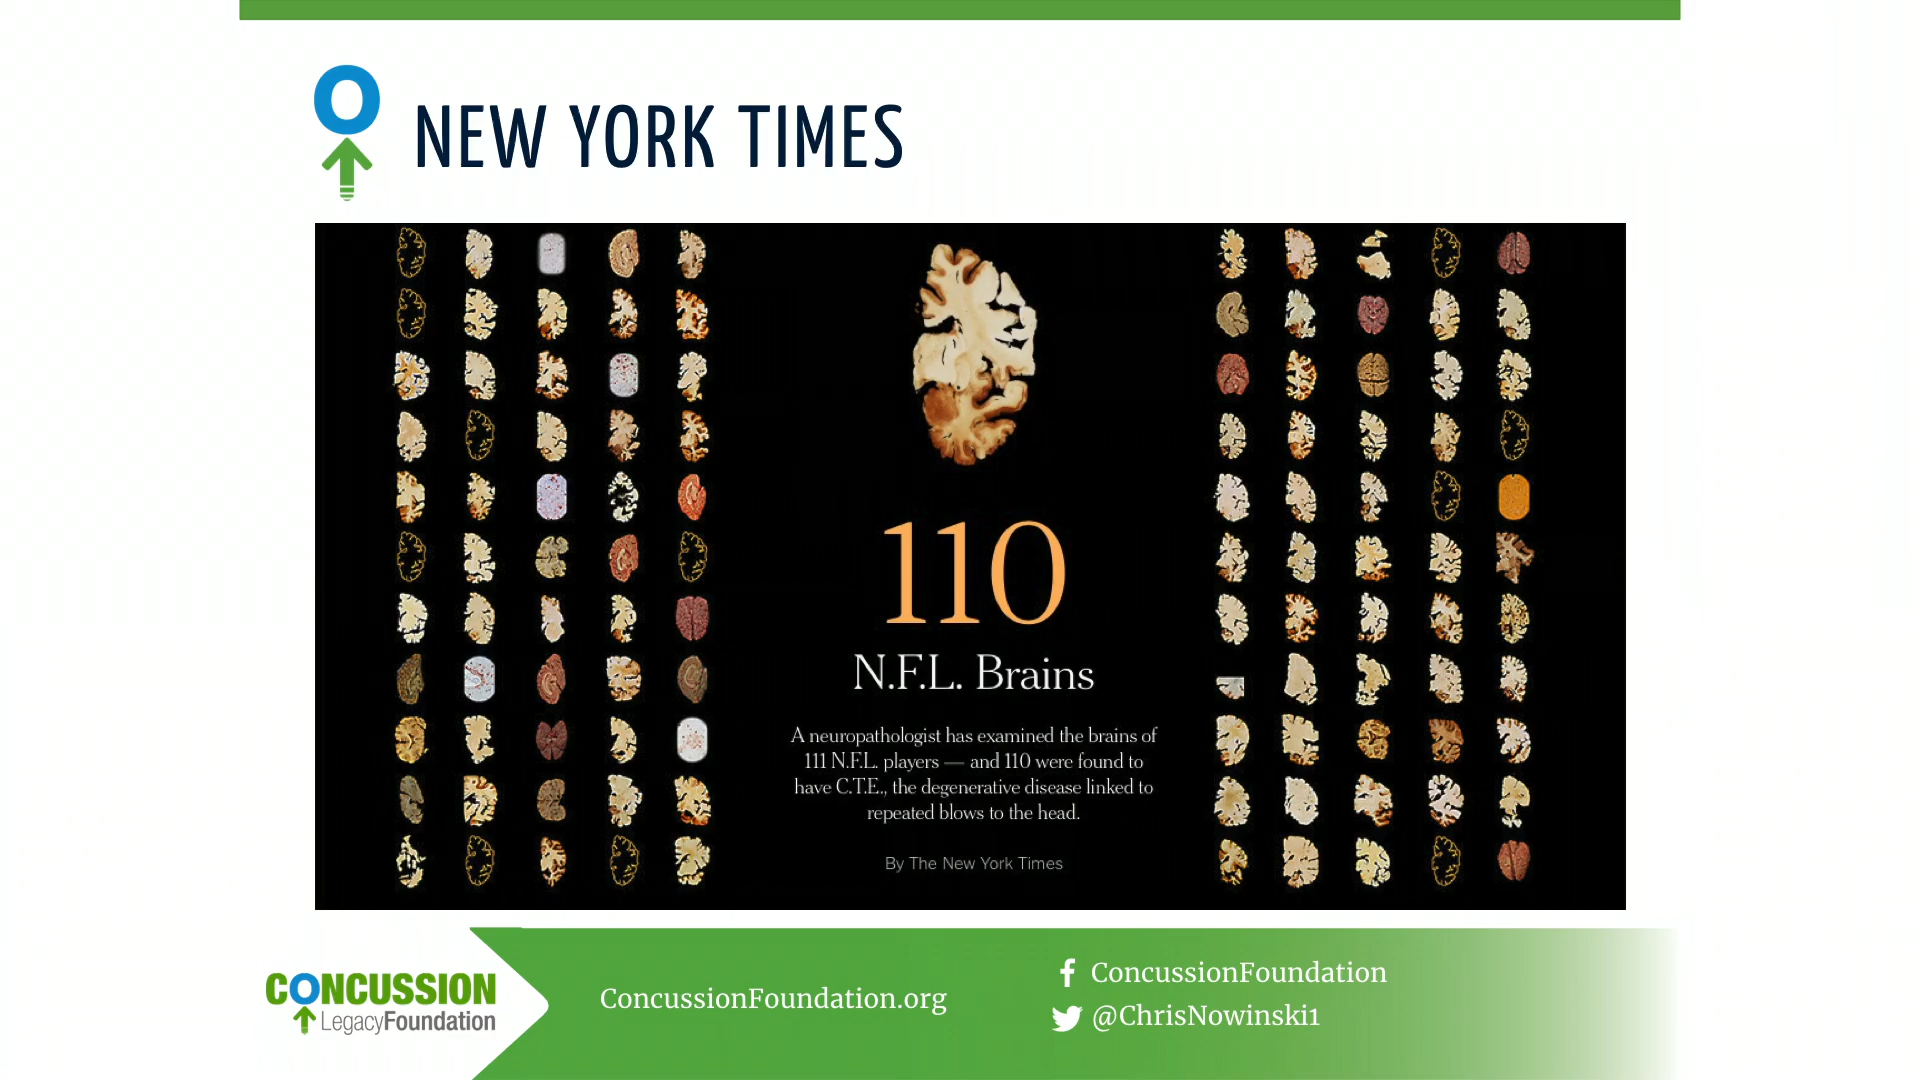 NEW YORK TIMES
110
N.F.L. Brains
A neuropathologist has examined the brains of
111 N.F.L. players — and 110 were found to
have C.T.E., the degenerative disease linked to
repeated blows to the head.
By The New York Times
CONCUSSION
LegacyFoundation
ConcussionFoundation.org
ConcussionFoundation
@ChrisNowinski1